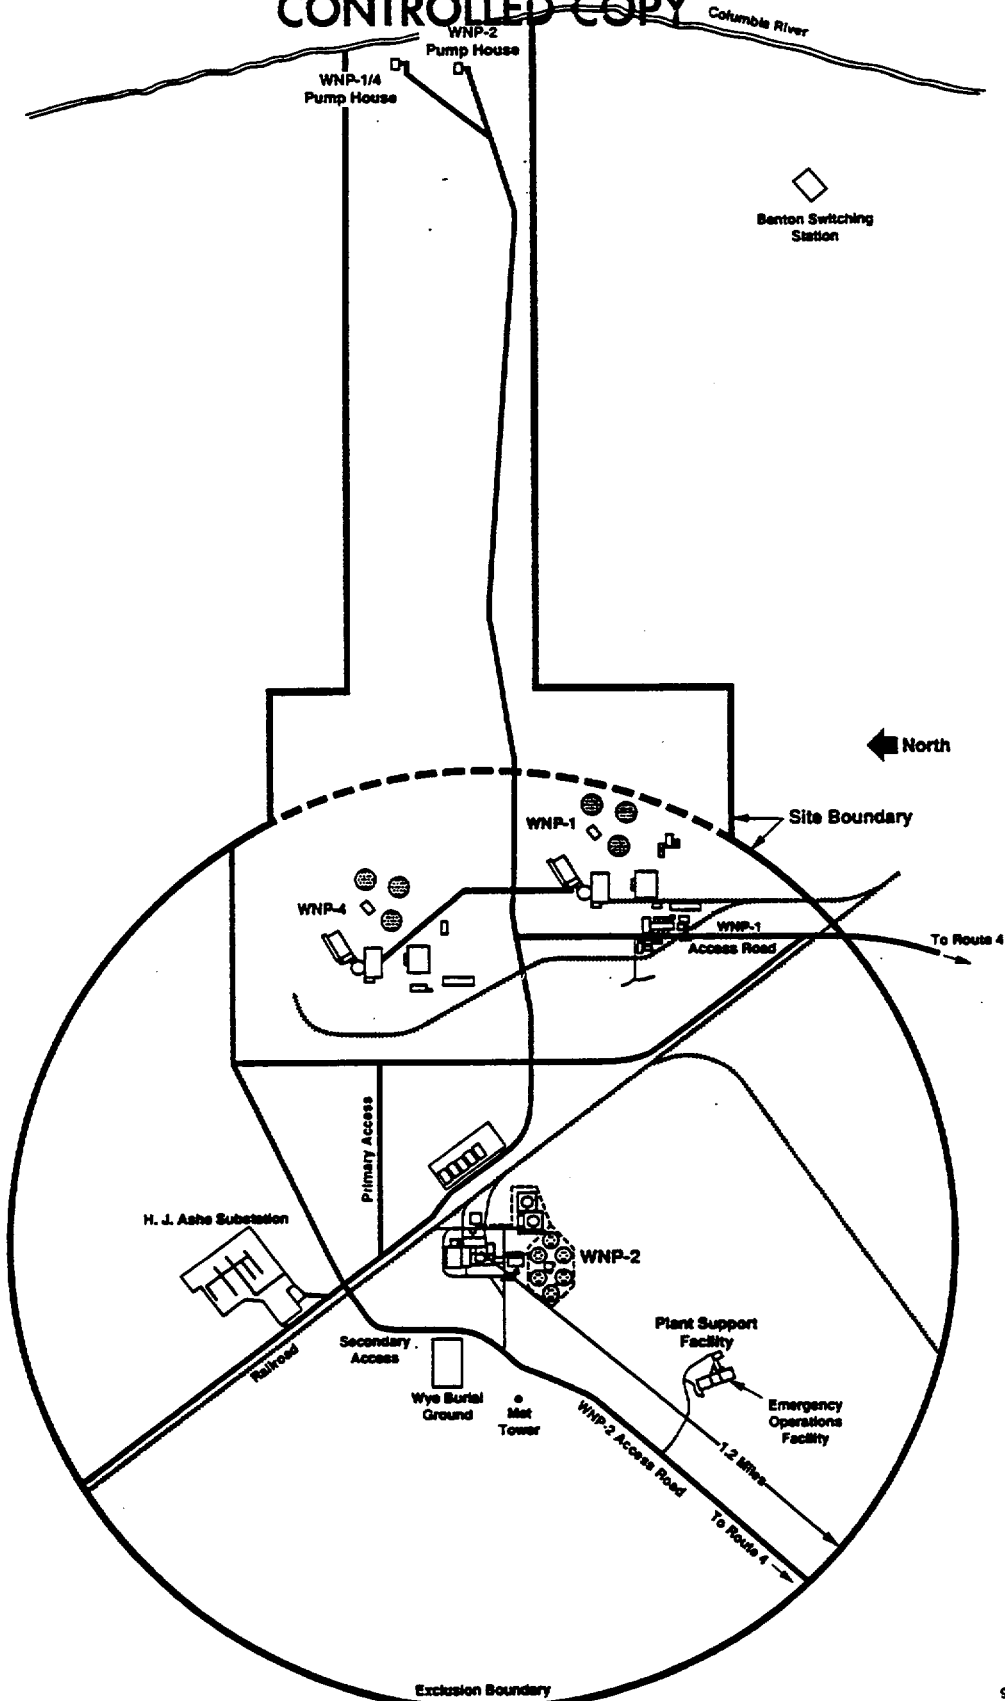 CONTROLLED COPY
Columbia River
WNP-2
Pump House
WNP-1/4
Pump House
Benton Switching
Station
North
Site Boundary
WNP-1
WNP-4
WNP-1
Access Road
To Route 4
Primary Access
H. J. Ashe Substation
WNP-2
Secondary
Access
Railroad
Plant Support
Facility
Wye Burial
Ground
Met
Tower
Emergency
Operations
Facility
WNP-2 Access Road
1.2 Miles
To Route 4
Exclusion Boundary